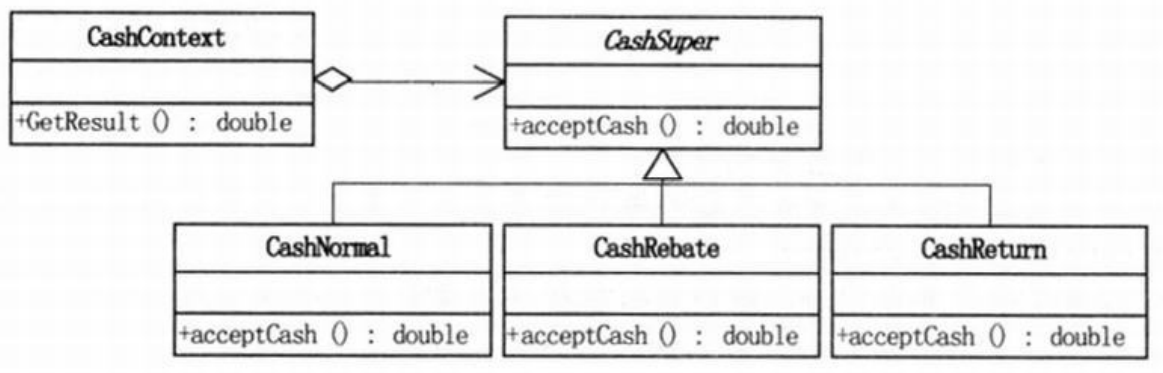 CashContext
+GetResult () : double
CashSuper
+acceptCash () : double
CashNormal
+acceptCash () : double
CashRebate
+acceptCash () : double
CashReturn
+acceptCash () : double